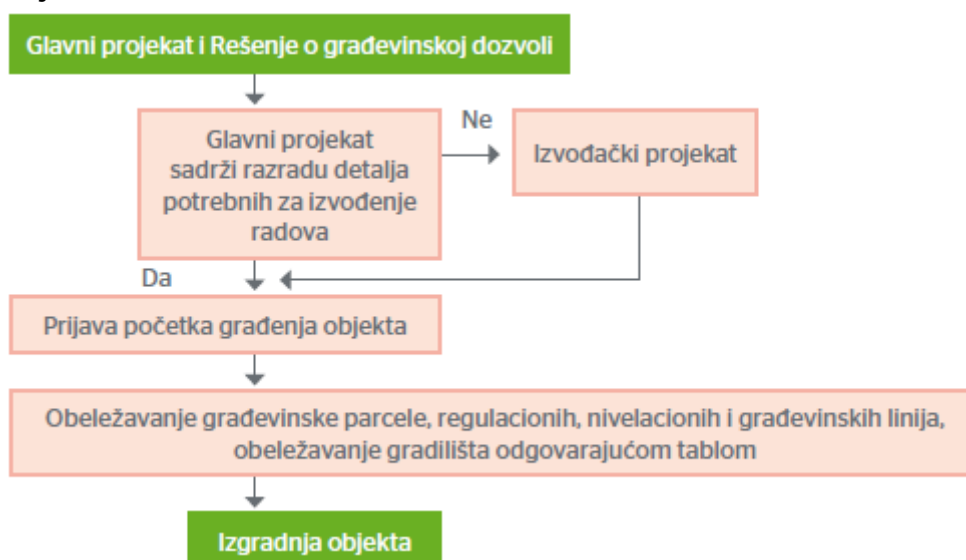 Glavni projekat i Rešenje o građevinskoj dozvoli
Glavni projekat
sadrži razradu detalja
potrebnih za izvođenje
radova
Ne
Izvođački projekat
Da
Prijava početka građenja objekta
Obeležavanje građevinske parcele, regulacionih, nivelacionih i građevinskih linija,
obeležavanje gradilišta odgovarajućom tablom
Izgradnja objekta